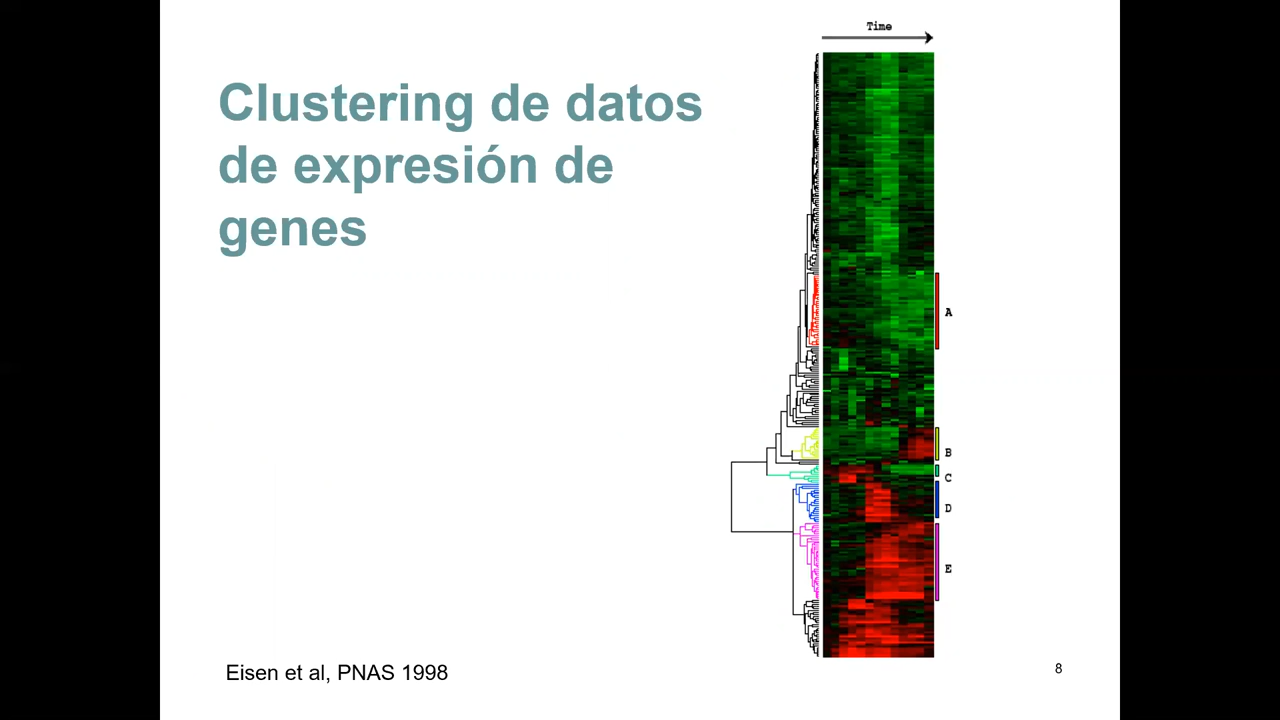 Time
Clustering de datos
de expresión de
genes
A
B
C
D
E
Eisen et al, PNAS 1998
8